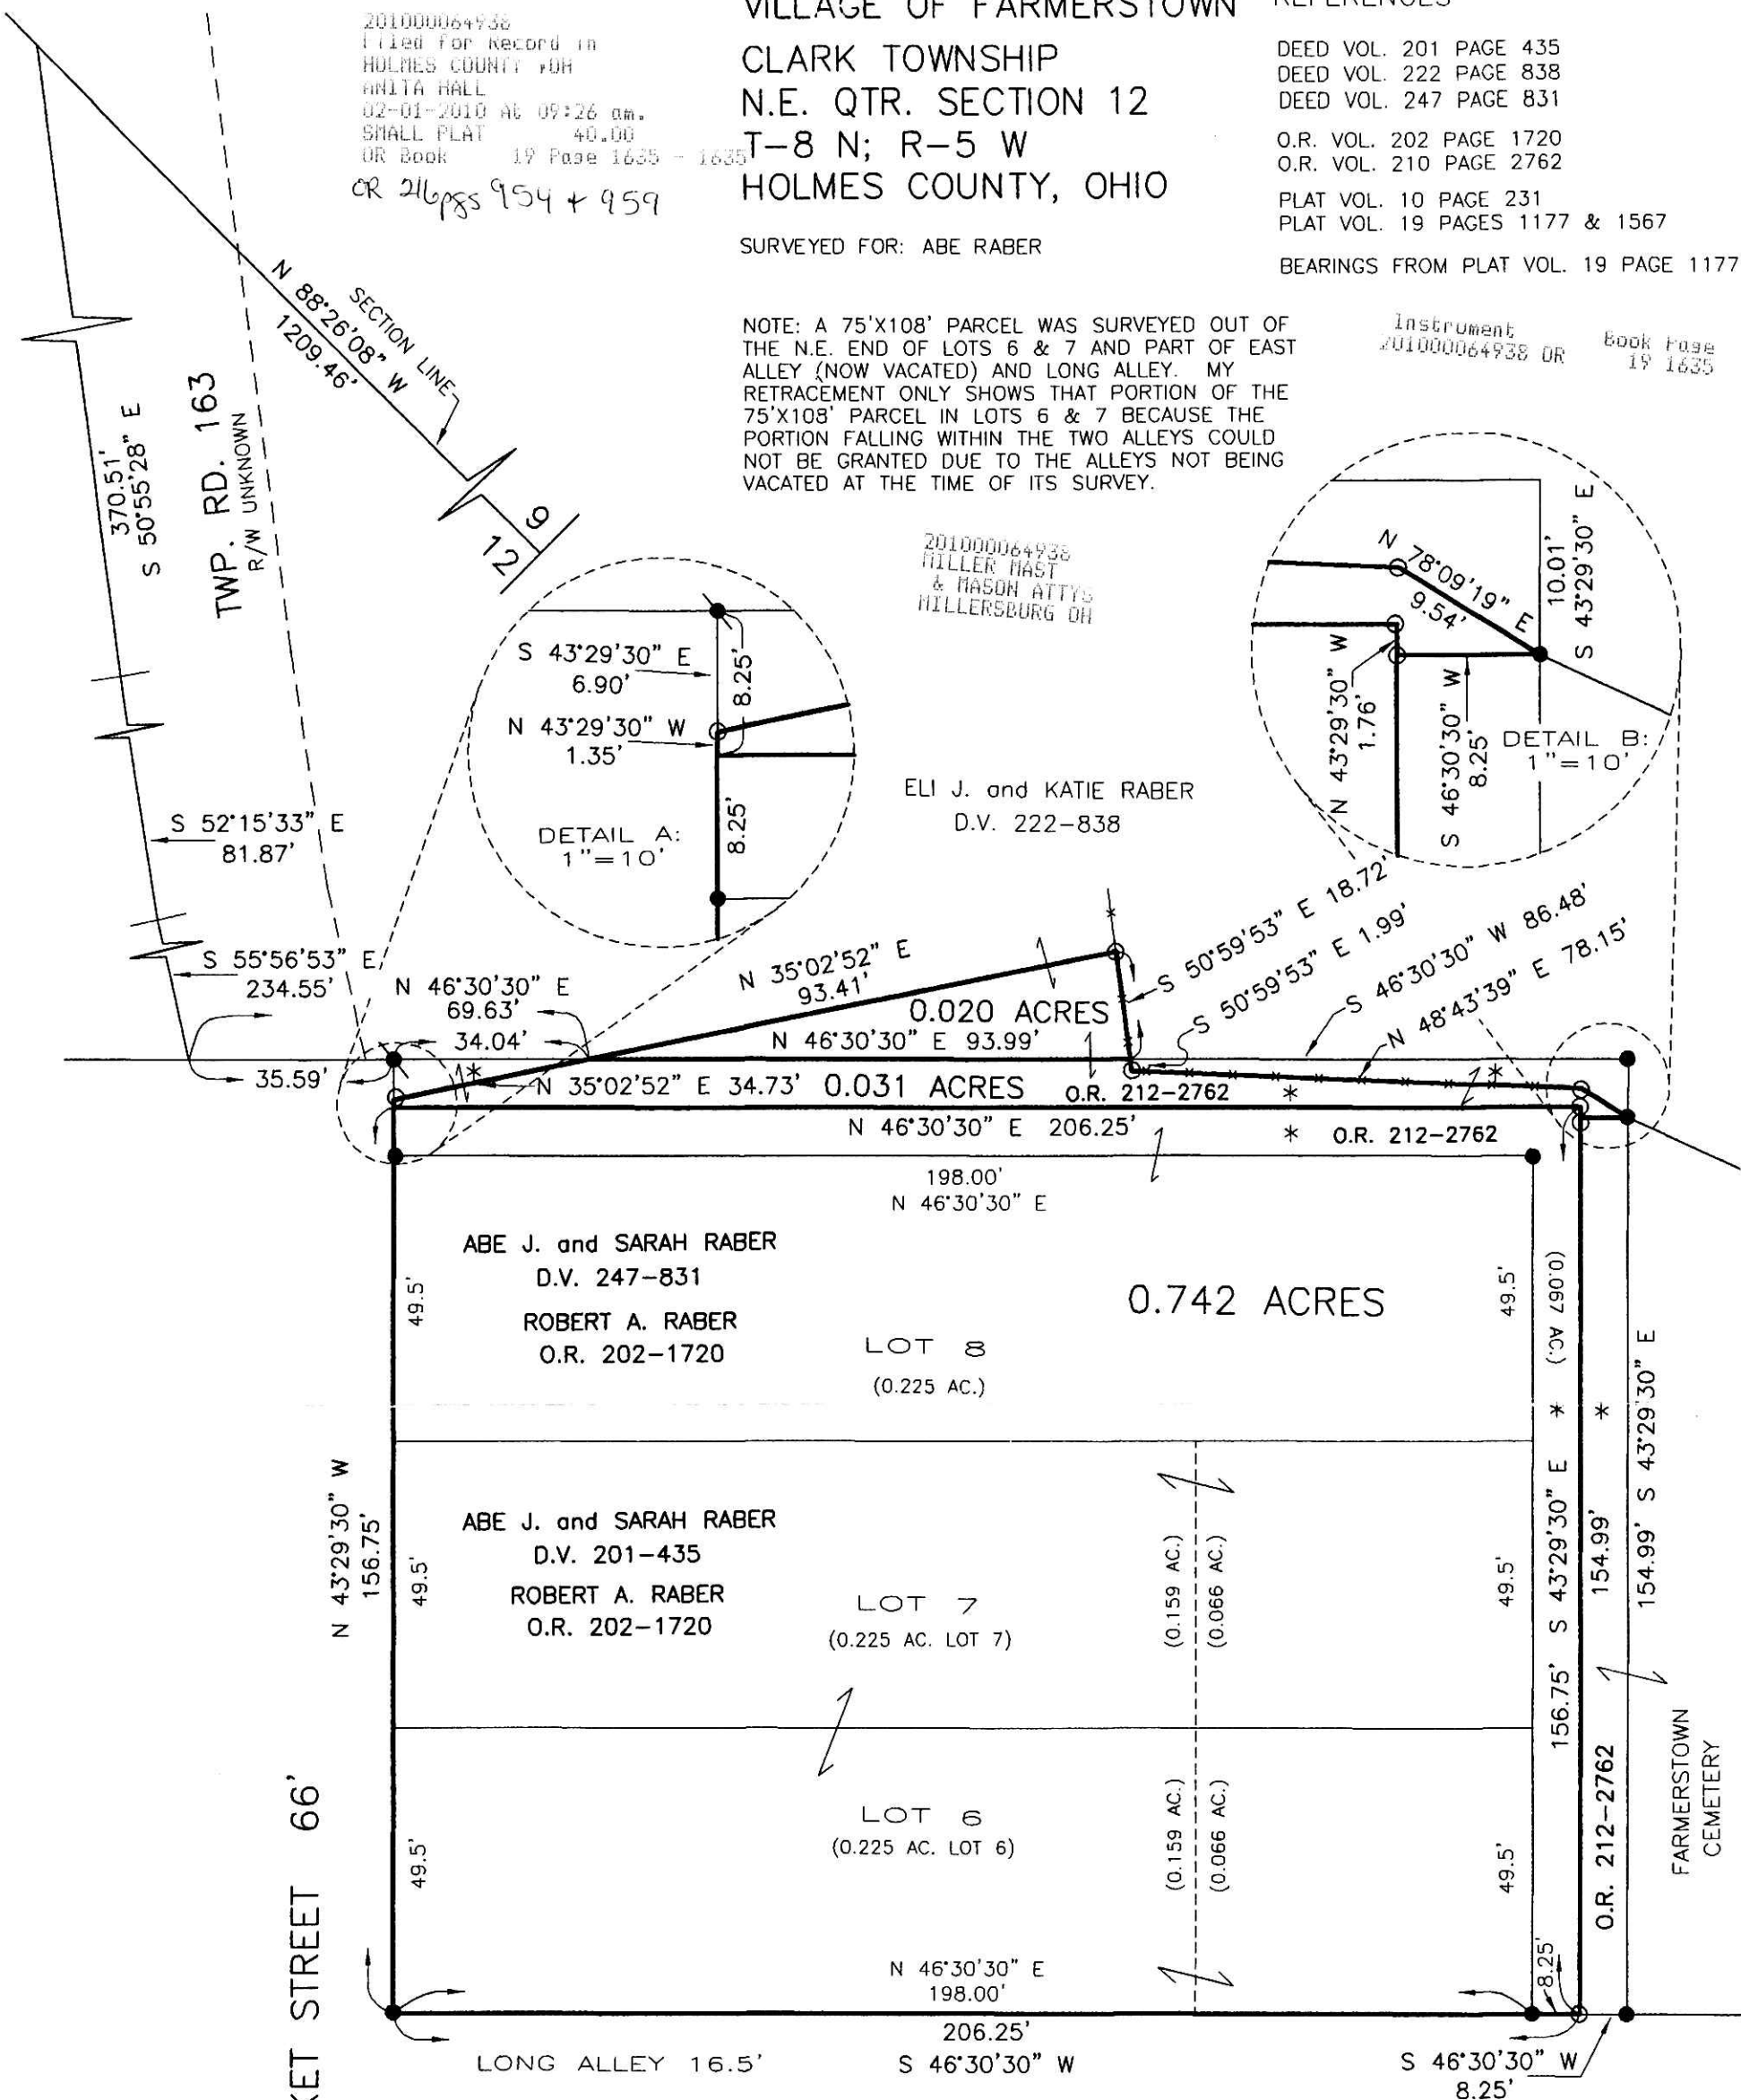 201000064938
Filed for Record in
HOLMES COUNTY, OH
ANITA HALL
02-01-2010 At 09:26 am.
SMALL PLAT 40.00
OR Book 19 Page 1635 - 1635
OR 216 pgs 954 + 959
VILLAGE OF FARMERSTOWN
CLARK TOWNSHIP
N.E. QTR. SECTION 12
T-8 N; R-5 W
HOLMES COUNTY, OHIO
SURVEYED FOR: ABE RABER
REFERENCES
DEED VOL. 201 PAGE 435
DEED VOL. 222 PAGE 838
DEED VOL. 247 PAGE 831
O.R. VOL. 202 PAGE 1720
O.R. VOL. 210 PAGE 2762
PLAT VOL. 10 PAGE 231
PLAT VOL. 19 PAGES 1177 & 1567
BEARINGS FROM PLAT VOL. 19 PAGE 1177
NOTE: A 75'X108' PARCEL WAS SURVEYED OUT OF
THE N.E. END OF LOTS 6 & 7 AND PART OF EAST
ALLEY (NOW VACATED) AND LONG ALLEY. MY
RETRACEMENT ONLY SHOWS THAT PORTION OF THE
75'X108' PARCEL IN LOTS 6 & 7 BECAUSE THE
PORTION FALLING WITHIN THE TWO ALLEYS COULD
NOT BE GRANTED DUE TO THE ALLEYS NOT BEING
VACATED AT THE TIME OF ITS SURVEY.
Instrument Book Page
201000064938 OR 19 1635
201000064938
MILLER MAST
& MASON ATTYS
MILLERSBURG OH
N 88°26'08" W
1209.46'
SECTION LINE
9
12
370.51'
S 50°55'28" E
TWP. RD. 163
R/W UNKNOWN
S 52°15'33" E
81.87'
S 55°56'53" E
234.55'
S 43°29'30" E
6.90'
8.25'
N 43°29'30" W
1.35'
8.25'
DETAIL A:
1"=10'
N 78°09'19" E
9.54'
10.01'
S 43°29'30" E
N 43°29'30" W
1.76'
S 46°30'30" W
8.25'
DETAIL B:
1"=10'
ELI J. and KATIE RABER
D.V. 222-838
N 46°30'30" E
69.63'
34.04'
35.59'
N 35°02'52" E
93.41'
0.020 ACRES
N 46°30'30" E 93.99'
S 50°59'53" E 18.72'
S 50°59'53" E 1.99'
S 46°30'30" W 86.48'
N 48°43'39" E 78.15'
*
N 35°02'52" E 34.73' 0.031 ACRES O.R. 212-2762 *
*
N 46°30'30" E 206.25'
* O.R. 212-2762
198.00'
N 46°30'30" E
ABE J. and SARAH RABER
D.V. 247-831
ROBERT A. RABER
O.R. 202-1720
0.742 ACRES
LOT 8
(0.225 AC.)
49.5'
49.5'
(0.067 AC.)
*
*
N 43°29'30" W
156.75'
ABE J. and SARAH RABER
D.V. 201-435
ROBERT A. RABER
O.R. 202-1720
LOT 7
(0.225 AC. LOT 7)
49.5'
(0.159 AC.)
(0.066 AC.)
49.5'
156.75' S 43°29'30" E
154.99'
154.99' S 43°29'30" E
LOT 6
(0.225 AC. LOT 6)
49.5'
(0.159 AC.)
(0.066 AC.)
49.5'
O.R. 212-2762
FARMERSTOWN
CEMETERY
KET STREET 66'
N 46°30'30" E
198.00'
8.25'
206.25'
LONG ALLEY 16.5'
S 46°30'30" W
S 46°30'30" W
8.25'